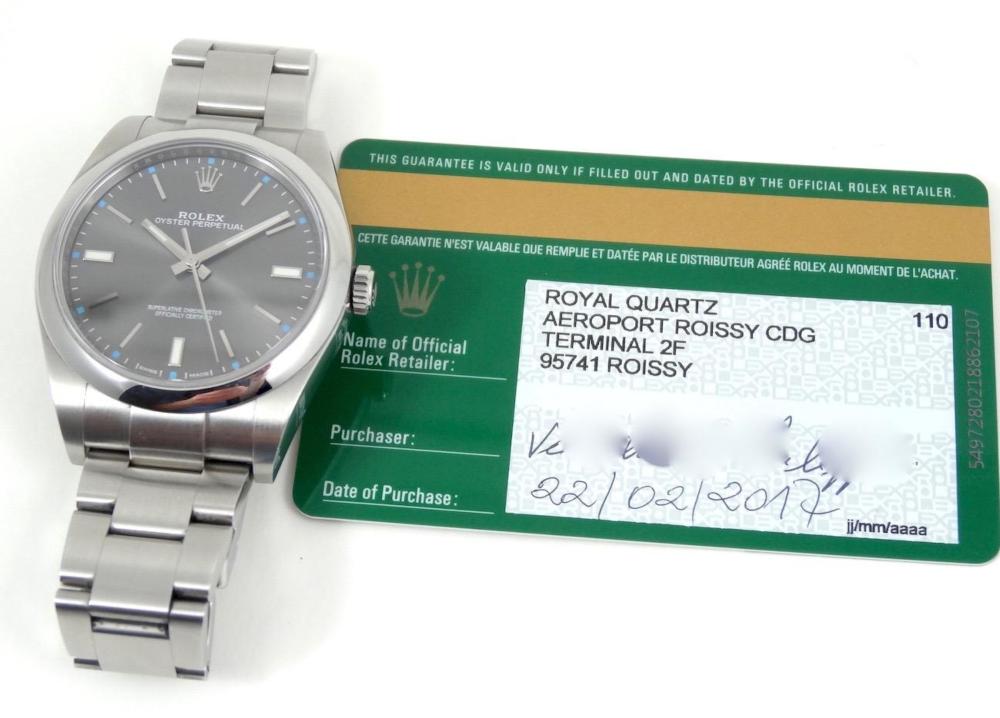 ROLEX
OYSTER PERPETUAL
SUPERLATIVE CHRONOMETER
OFFICIALLY CERTIFIED
THIS GUARANTEE IS VALID ONLY IF FILLED OUT AND DATED BY THE OFFICIAL ROLEX RETAILER.
CETTE GARANTIE N'EST VALABLE QUE REMPLIE ET DATÉE PAR LE DISTRIBUTEUR AGRÉÉ ROLEX AU MOMENT DE L'ACHAT.
Name of Official
Rolex Retailer:
ROYAL QUARTZ 110
AEROPORT ROISSY CDG
TERMINAL 2F
95741 ROISSY
Purchaser:
Date of Purchase:
22/02/2017
jj/mm/aaaa
5497280218862107